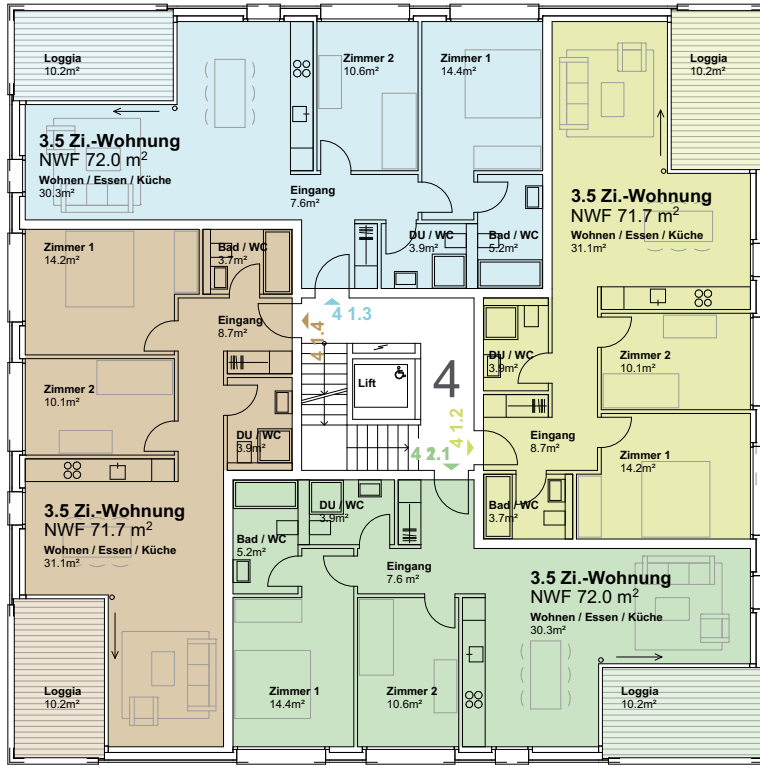 Loggia
10.2m²
3.5 Zi.-Wohnung
NWF 72.0 m²
Wohnen / Essen / Küche
30.3m²
Zimmer 2
10.6m²
Zimmer 1
14.4m²
Eingang
7.6m²
DU / WC
3.9m²
Bad / WC
5.2m²
Loggia
10.2m²
3.5 Zi.-Wohnung
NWF 71.7 m²
Wohnen / Essen / Küche
31.1m²
DU / WC
3.9m²
Zimmer 2
10.1m²
Eingang
8.7m²
Zimmer 1
14.2m²
Bad / WC
3.7m²
Zimmer 1
14.2m²
Bad / WC
3.7m²
Eingang
8.7m²
Zimmer 2
10.1m²
DU / WC
3.9m²
3.5 Zi.-Wohnung
NWF 71.7 m²
Wohnen / Essen / Küche
31.1m²
Loggia
10.2m²
4 1.3
4 1.4
Lift
4
4 1.2
Bad / WC
5.2m²
DU / WC
3.9m²
Eingang
7.6 m²
3.5 Zi.-Wohnung
NWF 72.0 m²
Wohnen / Essen / Küche
30.3m²
Zimmer 1
14.4m²
Zimmer 2
10.6m²
Loggia
10.2m²